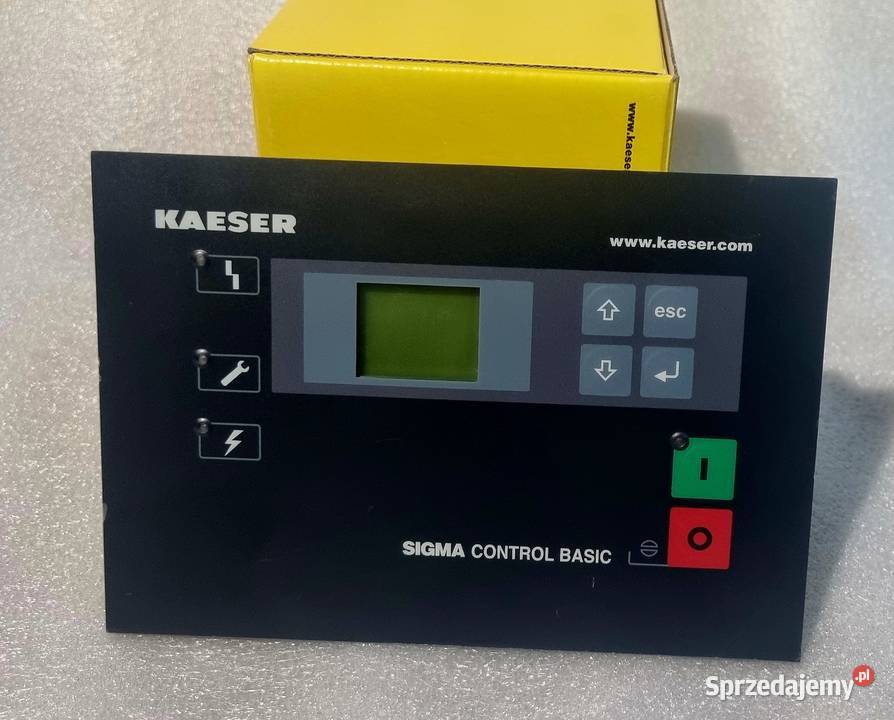 www.kaese
KAESER
www.kaeser.com
esc
I
O
SIGMA CONTROL BASIC
Sprzedajemy.pl